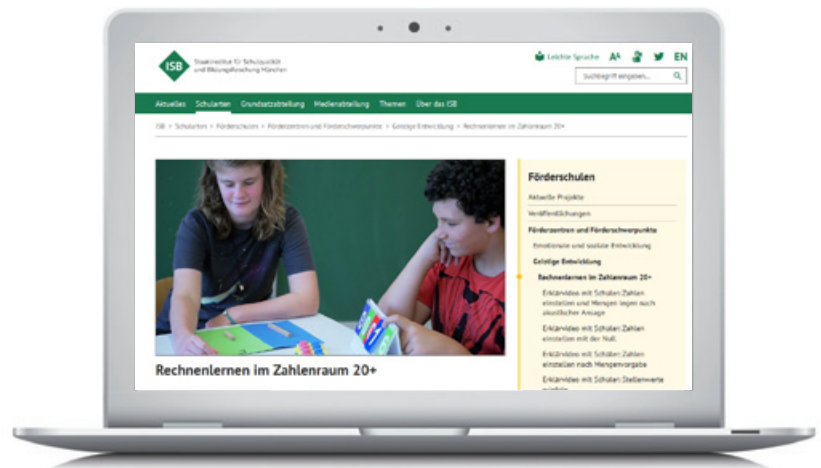 ISB
Staatsinstitut für Schulqualität
und Bildungsforschung München
Leichte Sprache
EN
Suchbegriff eingeben...
Aktuelles Schularten Grundsatzabteilung Medienabteilung Themen Über das ISB
ISB > Schularten > Förderschulen > Förderzentren und Förderschwerpunkte > Geistige Entwicklung > Rechnenlernen im Zahlenraum 20+
Rechnenlernen im Zahlenraum 20+
Förderschulen
Aktuelle Projekte
Veröffentlichungen
Förderzentren und Förderschwerpunkte
Emotionale und soziale Entwicklung
Geistige Entwicklung
Rechnenlernen im Zahlenraum 20+
Erklärvideo mit Schüler: Zahlen
einstellen und Mengen legen nach
akustischer Ansage
Erklärvideo mit Schüler: Zahlen
einstellen mit der Null
Erklärvideo mit Schüler: Zahlen
einstellen nach Mengenvorgabe
Erklärvideo mit Schüler: Stellenwerte